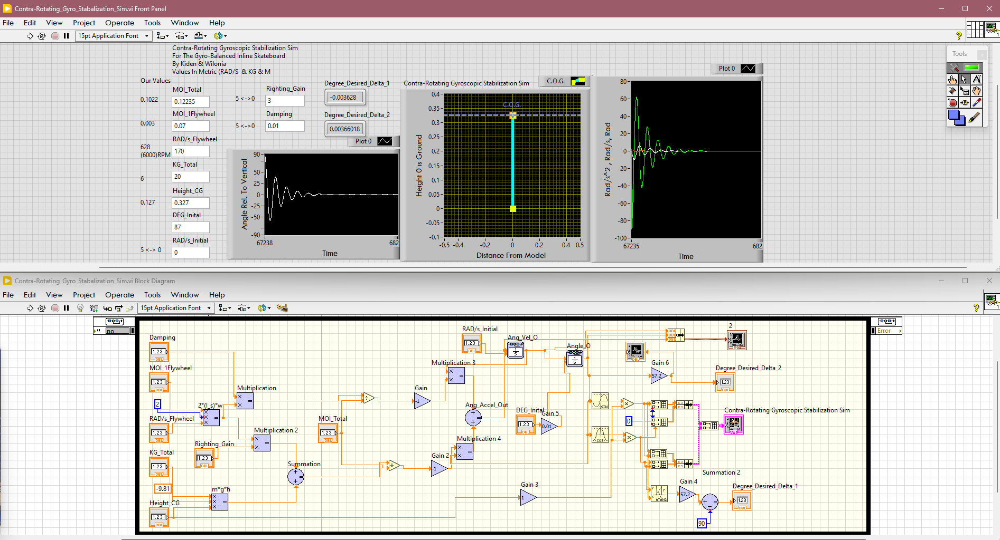 Contra-Rotating_Gyro_Stabalization_Sim.vi Front Panel
File Edit View Project Operate Tools Window Help
15pt Application Font
Contra-Rotating Gyroscopic Stabilization Sim
For The Gyro-Balanced Inline Skateboard
By Kiden & Wilonia
Values In Metric (RAD/S & KG & M
Our Values
MOI_Total
0.1022
0.12235
MOI_1Flywheel
0.003
0.07
RAD/s_Flywheel
628
(6000)RPM
170
KG_Total
6
20
Height_CG
0.127
0.327
DEG_Inital
87
RAD/s_Initial
5 <-> 0
0
Righting_Gain
5 <->0
3
Damping
5 <->0
0.01
Degree_Desired_Delta_1
-0.003628
Degree_Desired_Delta_2
0.00366018
Plot 0
Angle Rel. To Vertical
90
50
25
0
-25
-50
-90
67238
682
Time
Contra-Rotating Gyroscopic Stabilization Sim
C.O.G.
C.O.G.
Height 0 is Ground
0.4
0.35
0.3
0.25
0.2
0.15
0.1
0.05
0
-0.05
-0.1
-0.5 -0.4 -0.2 0 0.2 0.4 0.5
Distance From Model
Plot 0
Rad/s^2 , Rad/s, Rad
80
60
40
20
0
-20
-40
-60
-80
-100
67235
682
Time
Tools
Contra-Rotating_Gyro_Stabalization_Sim.vi Block Diagram
File Edit View Project Operate Tools Window Help
15pt Application Font
no
Error
Damping
1.23
DBL
MOI_1Flywheel
1.23
DBL
2
2*(I_s)*w
RAD/s_Flywheel
1.23
DBL
Righting_Gain
1.23
DBL
KG_Total
1.23
DBL
-9.81
m*g*h
Height_CG
1.23
DBL
Multiplication
Multiplication 2
Summation
MOI_Total
1.23
DBL
Gain
-1
Gain 2
-1
Multiplication 3
Multiplication 4
Ang_Accel_Out
RAD/s_Initial
1.23
DBL
Ang_Vel_O
1
S
Angle_O
1
S
DEG_Inital
1.23
DBL
Gain 5
0.01
Gain 3
1
SIN
COS
0
ATAN2
Gain 4
57.2
Summation 2
90
Degree_Desired_Delta_1
1.23
DBL
Gain 6
57.2
DBL
Degree_Desired_Delta_2
1.23
DBL
2
Contra-Rotating Gyroscopic Stabilization Sim